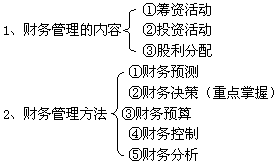 1、财务管理的内容
①筹资活动
②投资活动
③股利分配
2、财务管理方法
①财务预测
②财务决策（重点掌握）
③财务预算
④财务控制
⑤财务分析